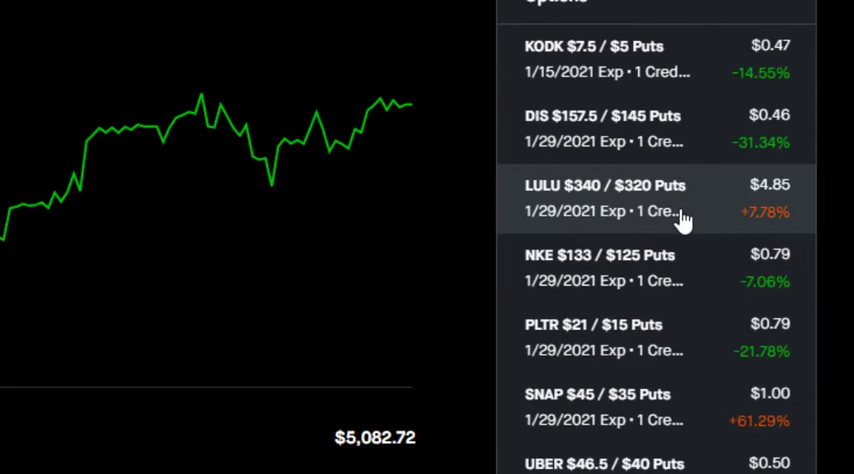 Options
KODK $7.5 / $5 Puts $0.47
1/15/2021 Exp • 1 Cred... -14.55%
DIS $157.5 / $145 Puts $0.46
1/29/2021 Exp • 1 Cre... -31.34%
LULU $340 / $320 Puts $4.85
1/29/2021 Exp • 1 Cre... +7.78%
NKE $133 / $125 Puts $0.79
1/29/2021 Exp • 1 Cre... -7.06%
PLTR $21 / $15 Puts $0.79
1/29/2021 Exp • 1 Cre... -21.78%
SNAP $45 / $35 Puts $1.00
1/29/2021 Exp • 1 Cre... +61.29%
$5,082.72
UBER $46.5 / $40 Puts $0.50